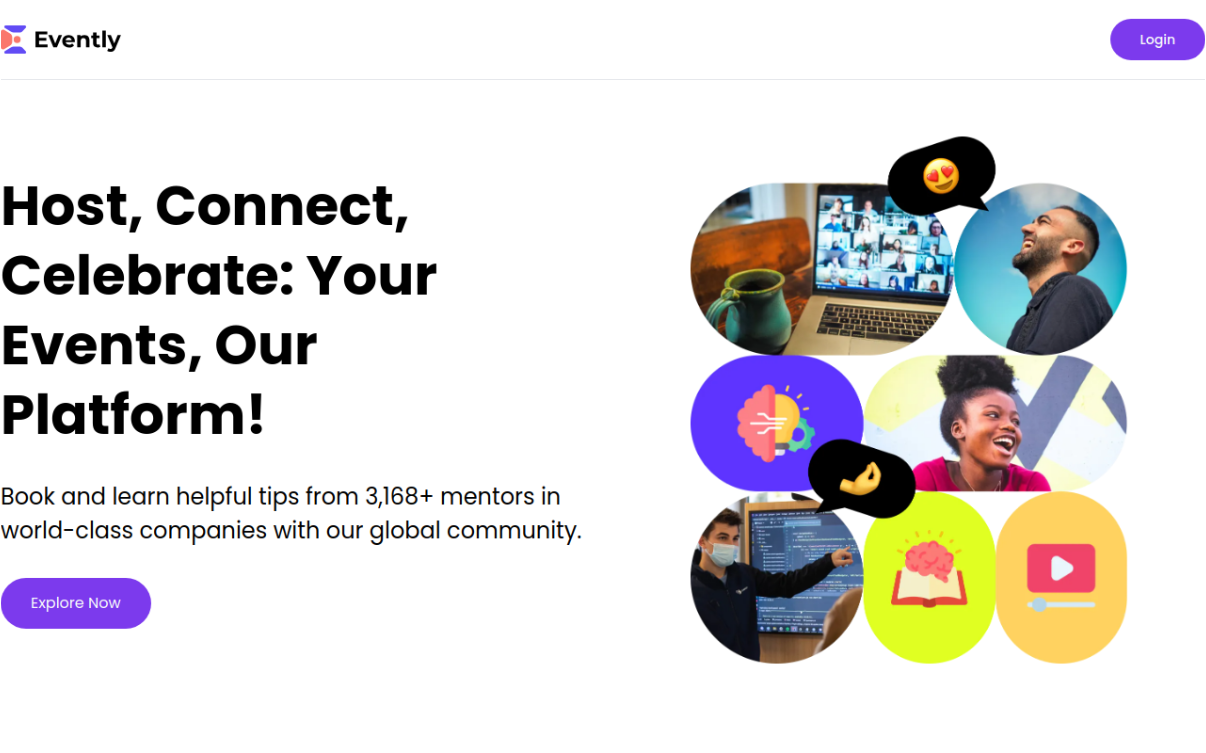 Evently
Login
Host, Connect,
Celebrate: Your
Events, Our
Platform!
Book and learn helpful tips from 3,168+ mentors in
world-class companies with our global community.
Explore Now